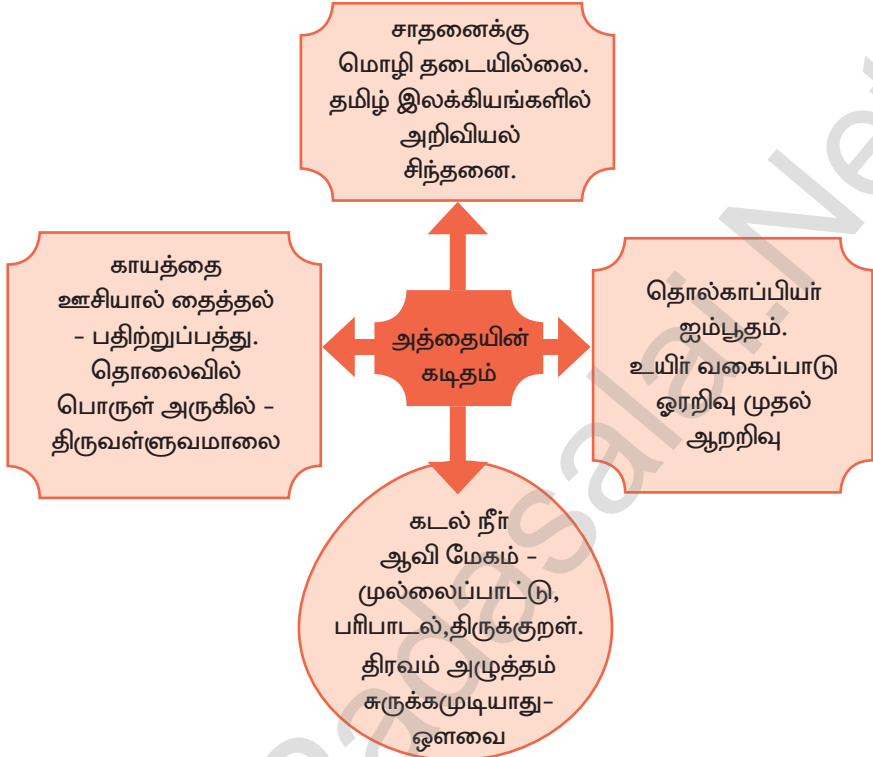 சாதனைக்கு
மொழி தடையில்லை.
தமிழ் இலக்கியங்களில்
அறிவியல்
சிந்தனை.
காயத்தை
ஊசியால் தைத்தல்
- பதிற்றுப்பத்து.
தொலைவில்
பொருள் அருகில் -
திருவள்ளுவமாலை
அத்தையின்
கடிதம்
தொல்காப்பியர்
ஐம்பூதம்.
உயிர் வகைப்பாடு
ஓரறிவு முதல்
ஆறறிவு
கடல் நீர்
ஆவி மேகம் -
முல்லைப்பாட்டு,
பரிபாடல்,திருக்குறள்.
திரவம் அழுத்தம்
சுருக்கமுடியாது-
ஔவை